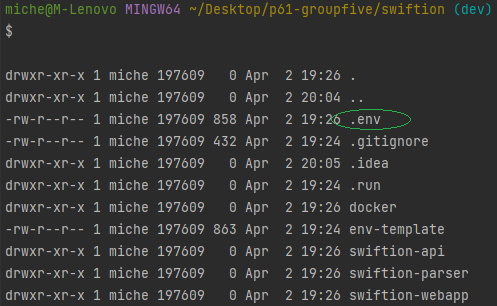 miche@M-Lenovo MINGW64 ~/Desktop/p61-groupfive/swiftion (dev)
$
drwxr-xr-x 1 miche 197609   0 Apr  2 19:26 .
drwxr-xr-x 1 miche 197609   0 Apr  2 20:04 ..
-rw-r--r-- 1 miche 197609 858 Apr  2 19:26 .env
-rw-r--r-- 1 miche 197609 432 Apr  2 19:24 .gitignore
drwxr-xr-x 1 miche 197609   0 Apr  2 20:05 .idea
drwxr-xr-x 1 miche 197609   0 Apr  2 19:24 .run
drwxr-xr-x 1 miche 197609   0 Apr  2 19:26 docker
-rw-r--r-- 1 miche 197609 863 Apr  2 19:24 env-template
drwxr-xr-x 1 miche 197609   0 Apr  2 19:26 swiftion-api
drwxr-xr-x 1 miche 197609   0 Apr  2 19:26 swiftion-parser
drwxr-xr-x 1 miche 197609   0 Apr  2 19:26 swiftion-webapp